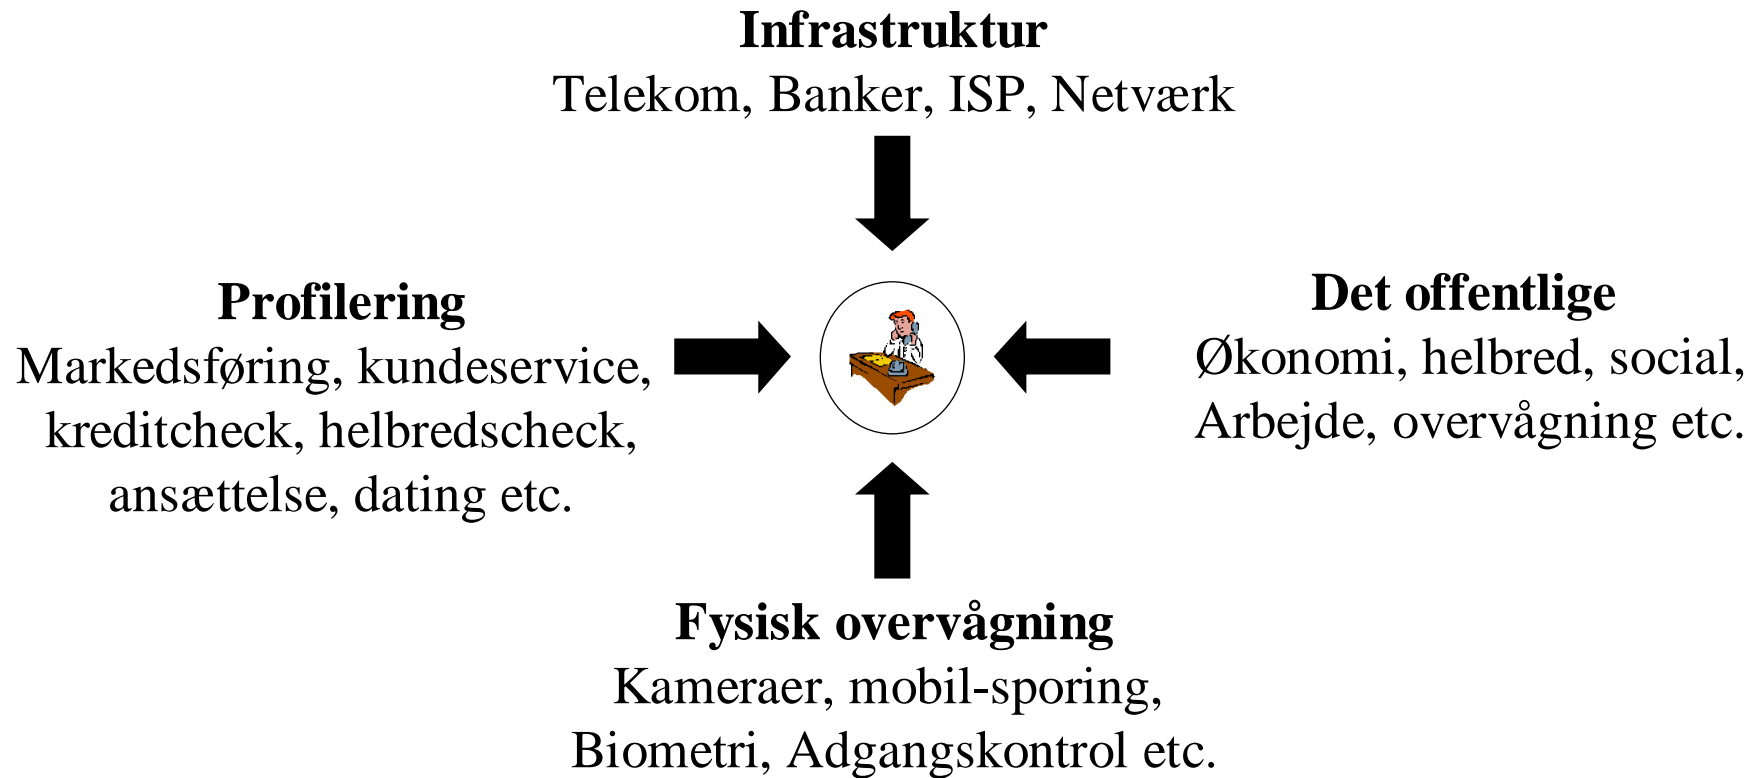 Infrastruktur
Telekom, Banker, ISP, Netværk
Profilering
Markedsføring, kundeservice,
kreditcheck, helbredscheck,
ansættelse, dating etc.
Det offentlige
Økonomi, helbred, social,
Arbejde, overvågning etc.
Fysisk overvågning
Kameraer, mobil-sporing,
Biometri, Adgangskontrol etc.